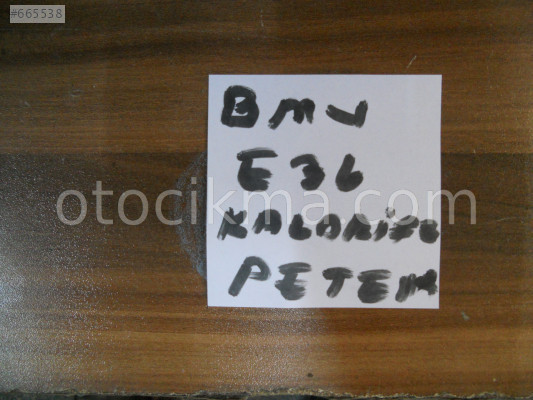 #665538
BMW
E36
otocikma.com
KALORİFER
PETEK